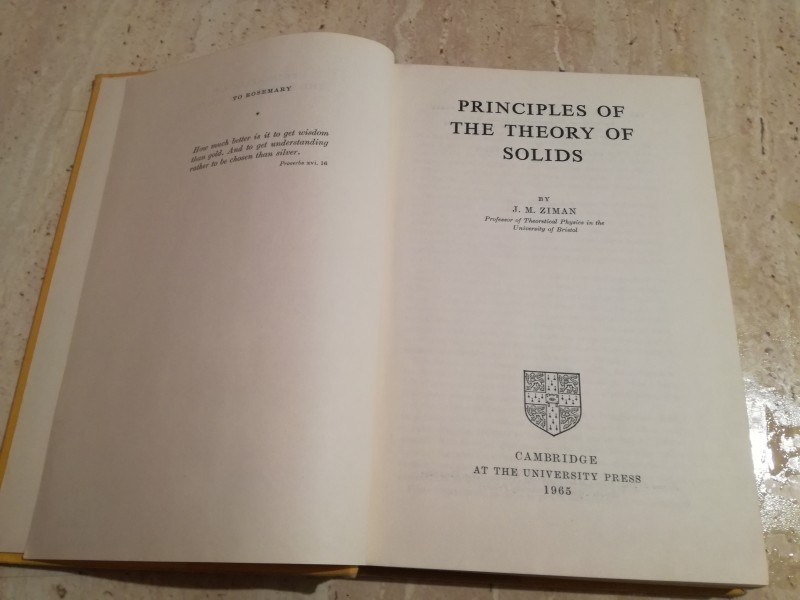 TO ROSEMARY
*
How much better is it to get wisdom
than gold. And to get understanding
rather to be chosen than silver.
Proverbs xvi, 16
PRINCIPLES OF
THE THEORY OF
SOLIDS
BY
J. M. ZIMAN
Professor of Theoretical Physics in the
University of Bristol
CAMBRIDGE
AT THE UNIVERSITY PRESS
1965